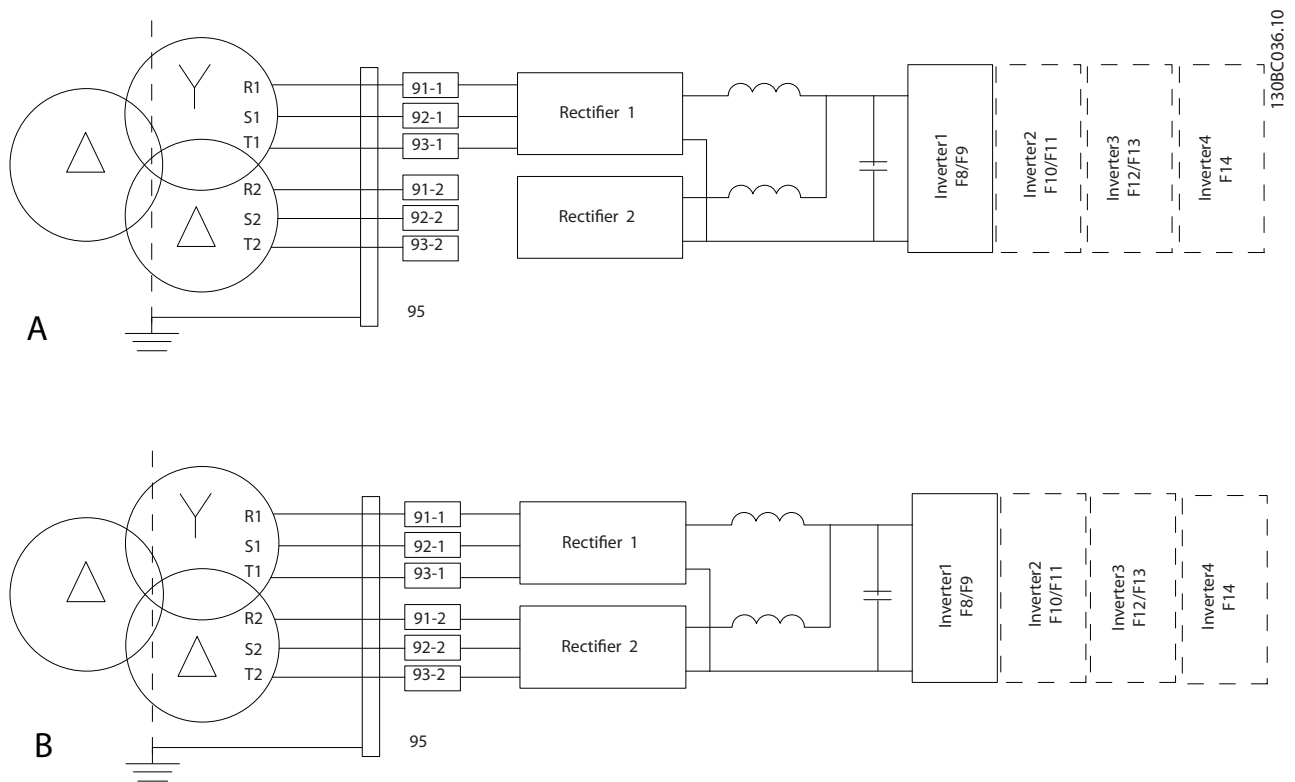 130BC036.10
R1
S1
T1
R2
S2
T2
91-1
92-1
93-1
91-2
92-2
93-2
95
Rectifier 1
Rectifier 2
Inverter1
F8/F9
Inverter2
F10/F11
Inverter3
F12/F13
Inverter4
F14
A
R1
S1
T1
R2
S2
T2
91-1
92-1
93-1
91-2
92-2
93-2
95
Rectifier 1
Rectifier 2
Inverter1
F8/F9
Inverter2
F10/F11
Inverter3
F12/F13
Inverter4
F14
B